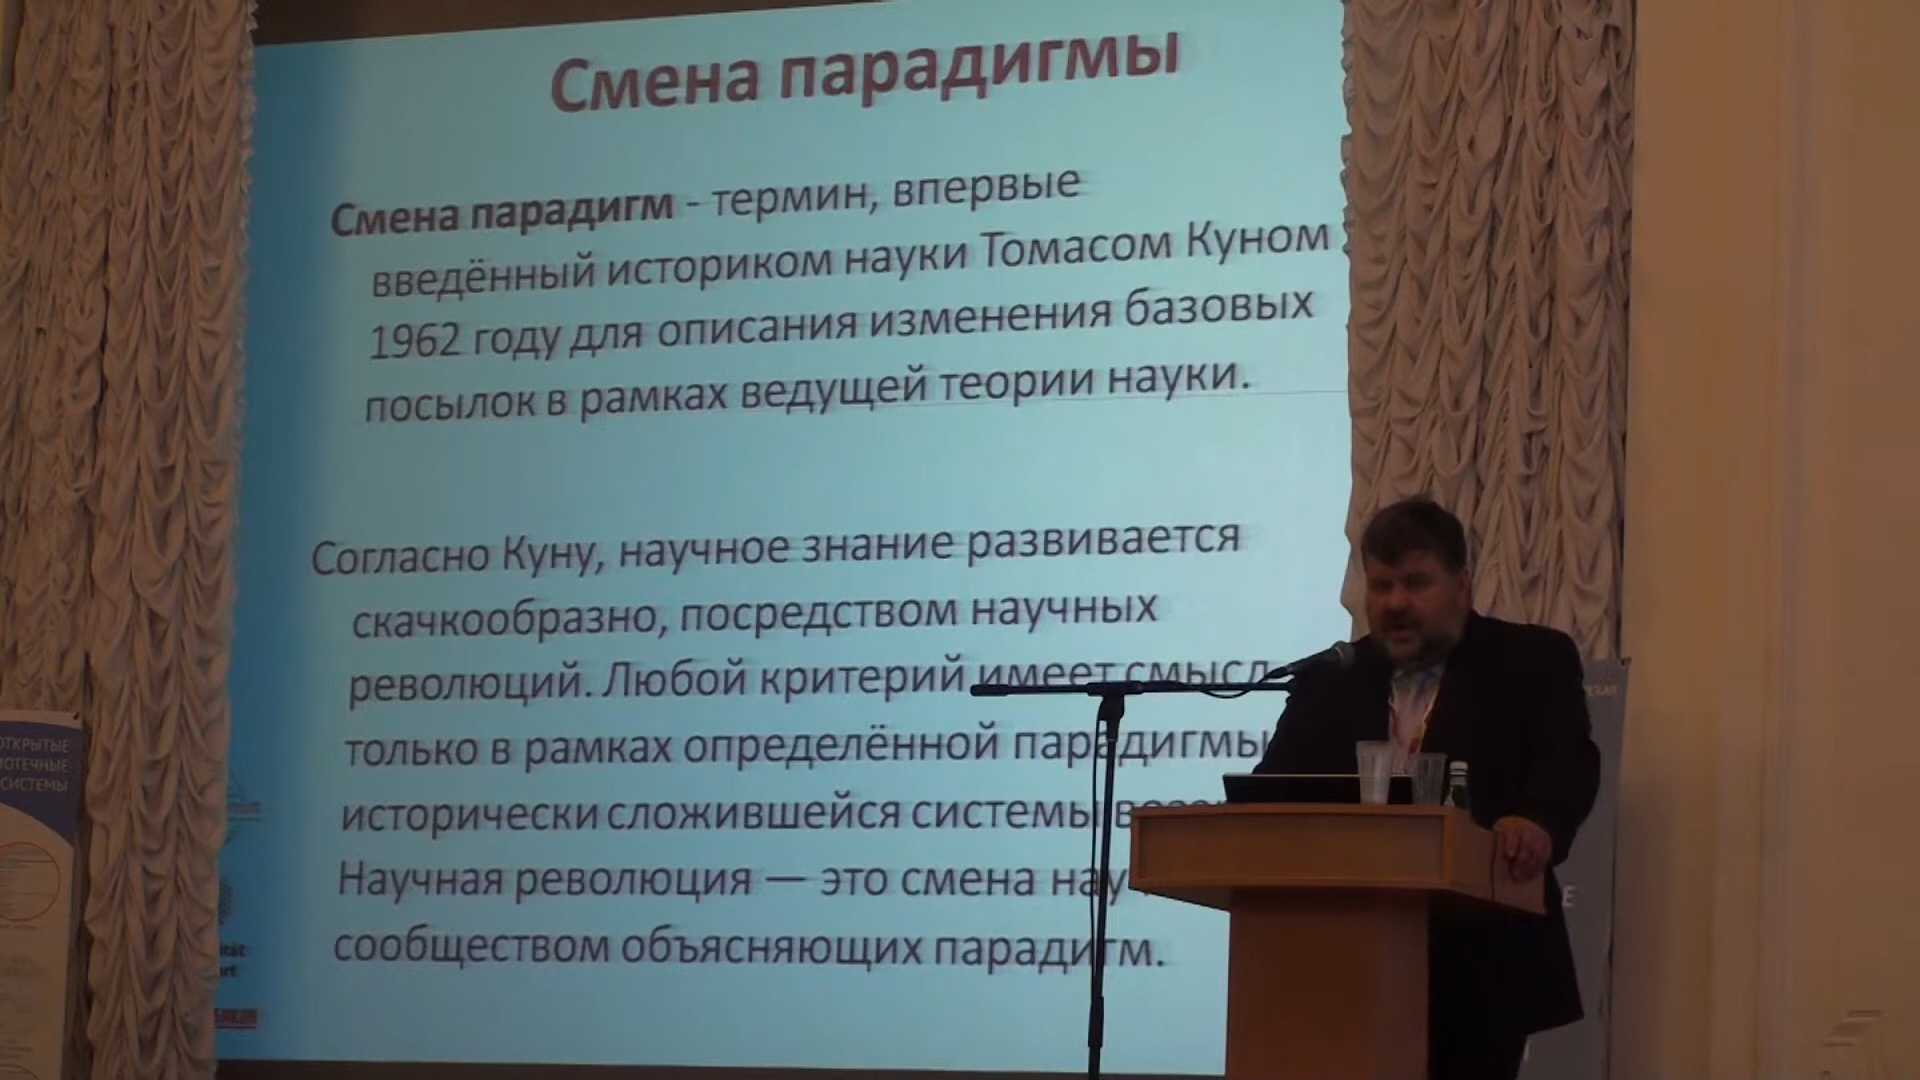 Смена парадигмы
Смена парадигм - термин, впервые
введённый историком науки Томасом Куном
1962 году для описания изменения базовых
посылок в рамках ведущей теории науки.
Согласно Куну, научное знание развивается
скачкообразно, посредством научных
революций. Любой критерий имеет смысл
только в рамках определённой парадигмы
исторически сложившейся системы
Научная революция — это смена
сообществом объясняющих парадигм.
ОТКРЫТЫЕ
СИСТЕМЫ